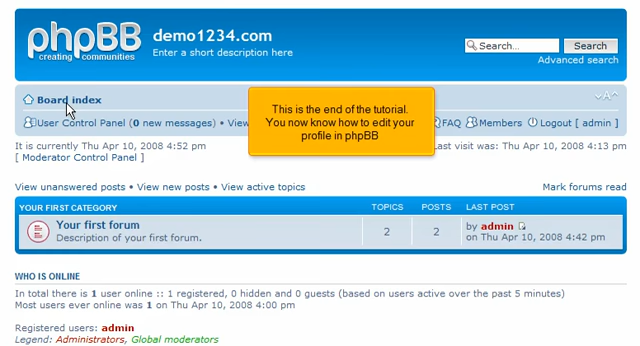 phpBB
creating communities
demo1234.com
Enter a short description here
Search...
Search
Advanced search
Board index
A
User Control Panel (0 new messages) • View
FAQ
Members
Logout [ admin ]
This is the end of the tutorial.
You now know how to edit your
profile in phpBB
It is currently Thu Apr 10, 2008 4:52 pm
Last visit was: Thu Apr 10, 2008 4:13 pm
[ Moderator Control Panel ]
View unanswered posts • View new posts • View active topics
Mark forums read
YOUR FIRST CATEGORY TOPICS POSTS LAST POST
Your first forum
Description of your first forum.
2
2
by admin
on Thu Apr 10, 2008 4:42 pm
WHO IS ONLINE
In total there is 1 user online :: 1 registered, 0 hidden and 0 guests (based on users active over the past 5 minutes)
Most users ever online was 1 on Thu Apr 10, 2008 4:00 pm
Registered users: admin
Legend: Administrators, Global moderators